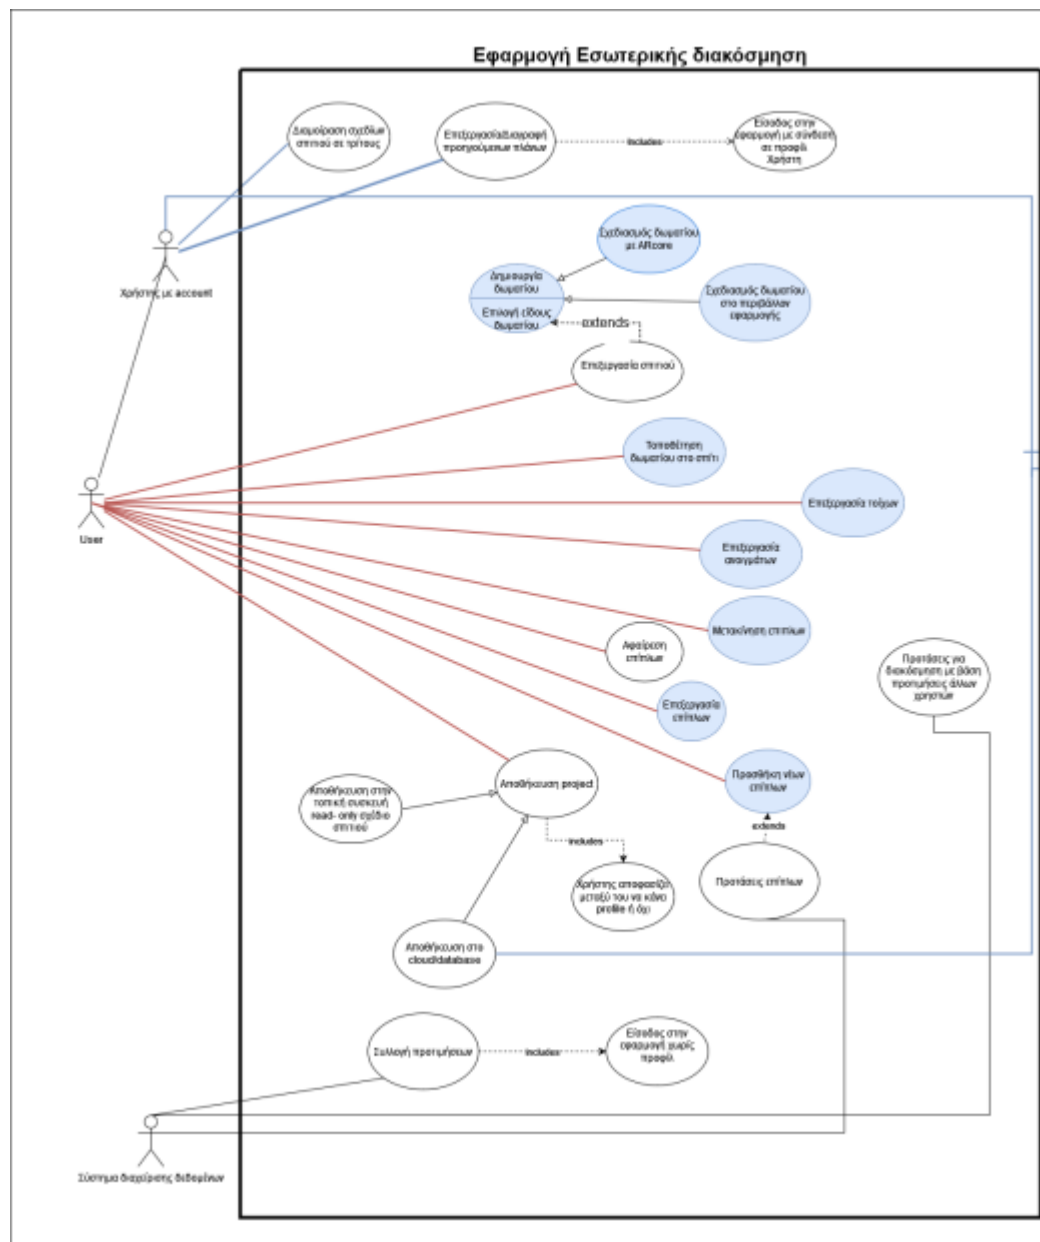 Εφαρμογή Εσωτερικής διακόσμηση
Διαμοίραση σχεδίων
σπιτιού σε τρίτους
Επεξεργασία/Διαγραφή
προηγούμενων πλάνων
includes
Είσοδος στην
εφαρμογή με σύνδεση
σε προφίλ
Χρήστη
Χρήστης με account
Σχεδιασμός δωματίου
με ARcore
Δημιουργία
δωματίου
Επιλογή είδους
δωματίου
Σχεδιασμός δωματίου
στο περιβάλλον
εφαρμογής
extends
Επεξεργασία σπιτιού
Τοποθέτηση
δωματίου στο σπίτι
User
Επεξεργασία τοίχων
Επεξεργασία
ανοιγμάτων
Μετακίνηση επίπλων
Αφαίρεση
επίπλων
Προτάσεις για
διακόσμηση με βάση
προτιμήσεις άλλων
χρηστών
Επεξεργασία
επίπλων
Αποθήκευση project
Προσθήκη νέων
επίπλων
Αποθήκευση στην
τοπική συσκευή
read- only σχέδιο
σπιτιού
includes
extends
Χρήστης αποφασίζει
μεταξύ του να κάνει
profile ή όχι
Προτάσεις επίπλων
Αποθήκευση στο
cloud/database
Συλλογή προτιμήσεων
includes
Είσοδος στην
εφαρμογή χωρίς
προφίλ
Σύστημα διαχείρισης δεδομένων